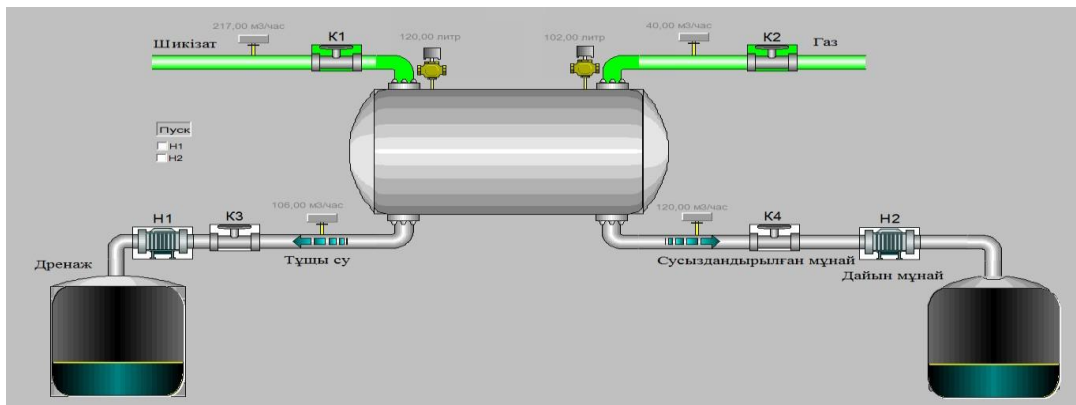 217,00 м3/час
К1
Шикізат
120,00 литр
102,00 литр
40,00 м3/час
К2
Газ
Пуск
Н1
Н2
106,00 м3/час
Н1
К3
Тұщы су
Дренаж
120,00 м3/час
К4
Н2
Сусыздандырылған мұнай
Дайын мұнай